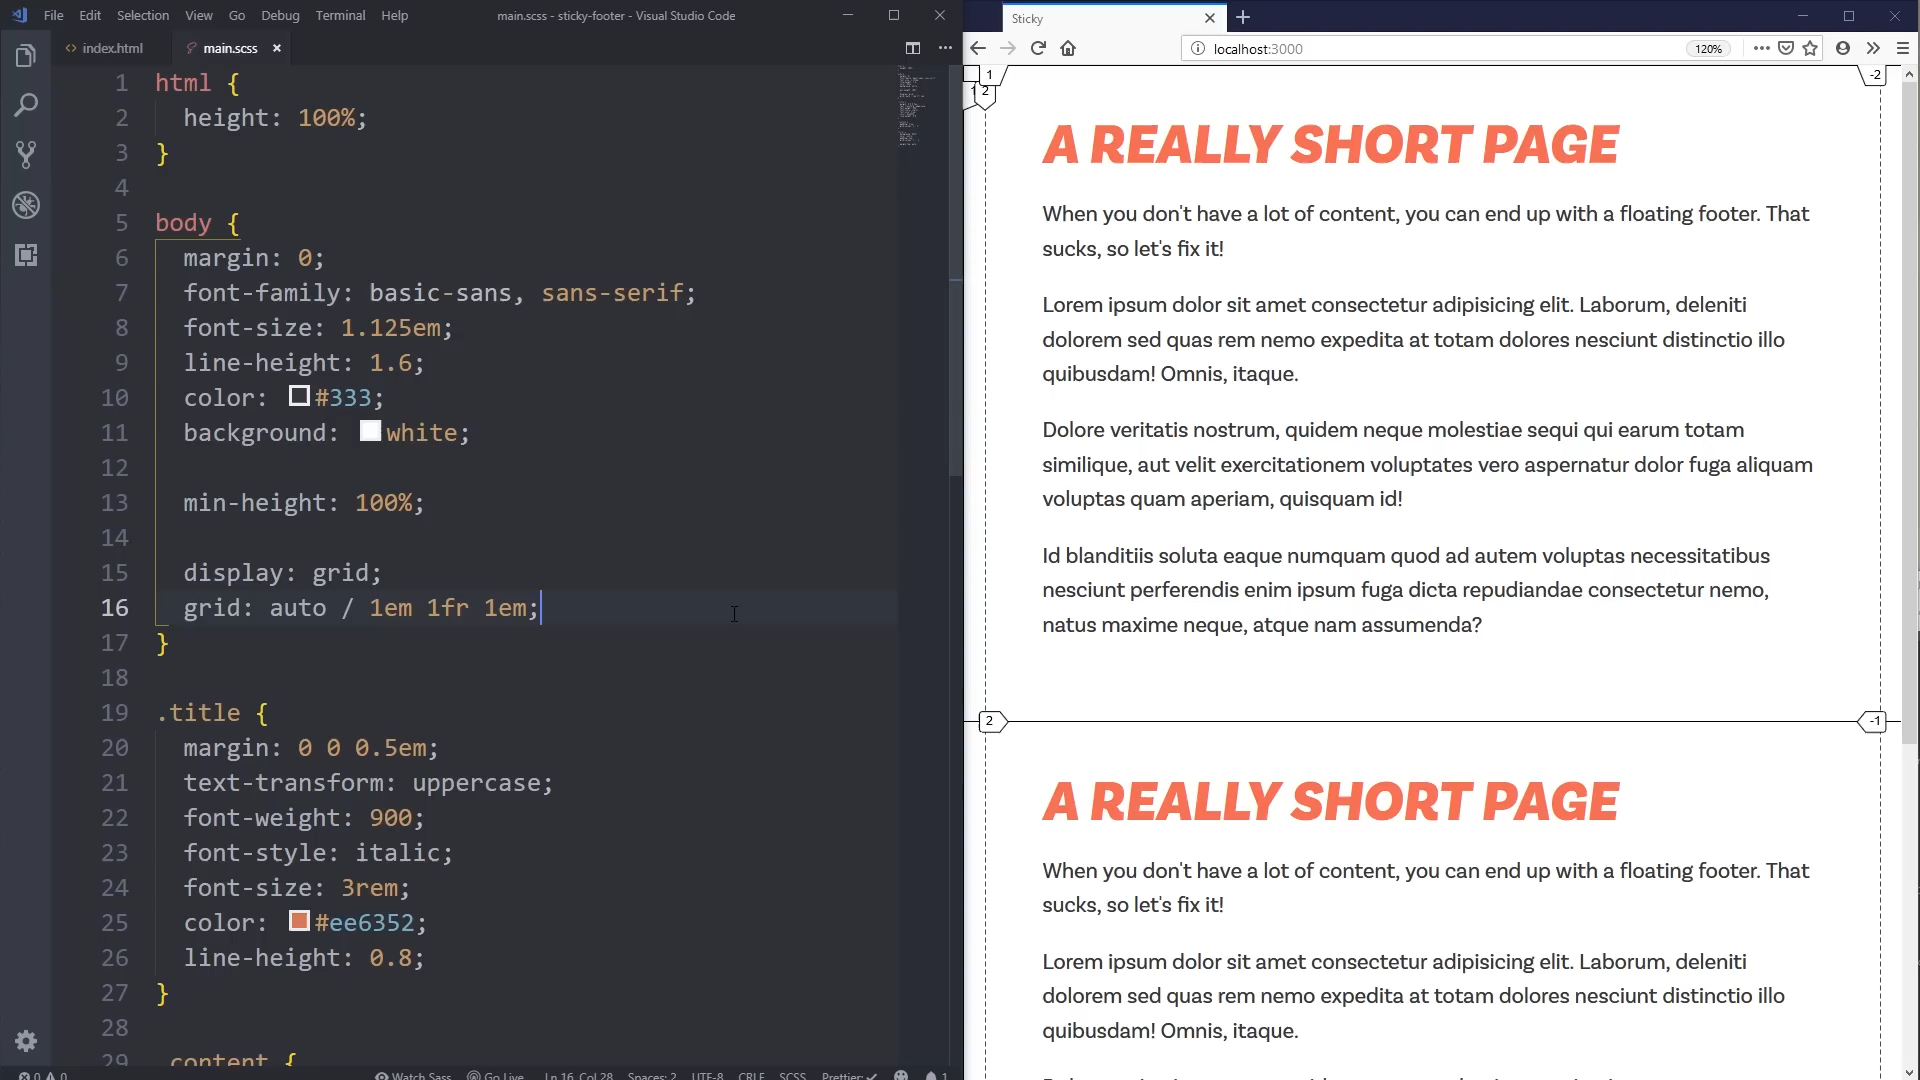 File Edit Selection View Go Debug Terminal Help
main.scss - sticky-footer - Visual Studio Code
index.html
main.scss
1 html {
2 height: 100%;
3 }
4
5 body {
6 margin: 0;
7 font-family: basic-sans, sans-serif;
8 font-size: 1.125em;
9 line-height: 1.6;
10 color: #333;
11 background: white;
12
13 min-height: 100%;
14
15 display: grid;
16 grid: auto / 1em 1fr 1em;
17 }
18
19 .title {
20 margin: 0 0 0.5em;
21 text-transform: uppercase;
22 font-weight: 900;
23 font-style: italic;
24 font-size: 3rem;
25 color: #ee6352;
26 line-height: 0.8;
27 }
28
29 .content {
0 0 Watch Sass Go Live Ln 16, Col 28 Spaces: 2 UTF-8 CRLF SCSS Prettier: 1
Sticky
localhost:3000 120%
1 -2
1 2
A REALLY SHORT PAGE
When you don't have a lot of content, you can end up with a floating footer. That
sucks, so let's fix it!
Lorem ipsum dolor sit amet consectetur adipisicing elit. Laborum, deleniti
dolorem sed quas rem nemo expedita at totam dolores nesciunt distinctio illo
quibusdam! Omnis, itaque.
Dolore veritatis nostrum, quidem neque molestiae sequi qui earum totam
similique, aut velit exercitationem voluptates vero aspernatur dolor fuga aliquam
voluptas quam aperiam, quisquam id!
Id blanditiis soluta eaque numquam quod ad autem voluptas necessitatibus
nesciunt perferendis enim ipsum fuga dicta repudiandae consectetur nemo,
natus maxime neque, atque nam assumenda?
2 -1
A REALLY SHORT PAGE
When you don't have a lot of content, you can end up with a floating footer. That
sucks, so let's fix it!
Lorem ipsum dolor sit amet consectetur adipisicing elit. Laborum, deleniti
dolorem sed quas rem nemo expedita at totam dolores nesciunt distinctio illo
quibusdam! Omnis, itaque.